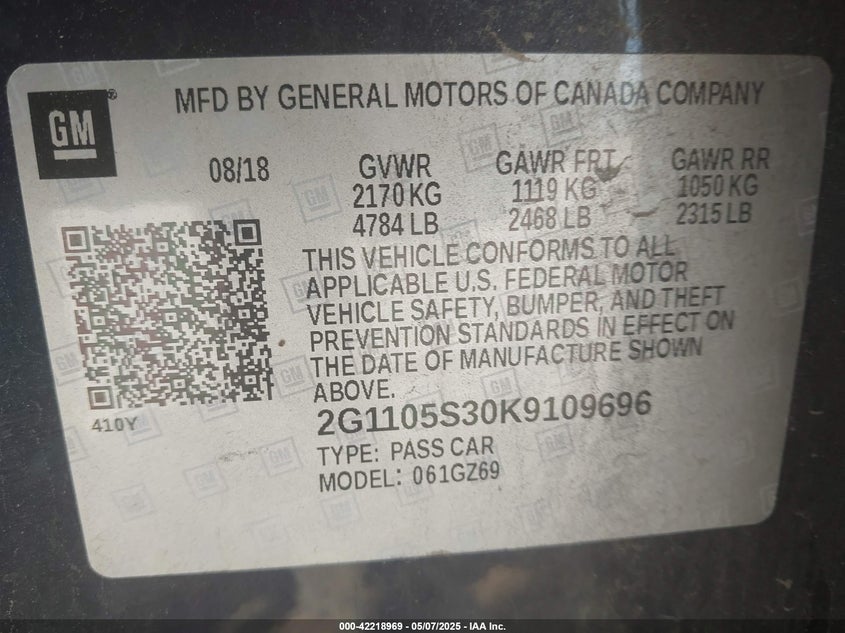 GM®
MFD BY GENERAL MOTORS OF CANADA COMPANY
08/18
GVWR
2170 KG
4784 LB
GAWR FRT
1119 KG
2468 LB
GAWR RR
1050 KG
2315 LB
THIS VEHICLE CONFORMS TO ALL
APPLICABLE U.S. FEDERAL MOTOR
VEHICLE SAFETY, BUMPER, AND THEFT
PREVENTION STANDARDS IN EFFECT ON
THE DATE OF MANUFACTURE SHOWN
ABOVE.
410Y
2G1105S30K9109696
TYPE: PASS CAR
MODEL: 061GZ69
000-42218969 — 05/07/2025 — IAA Inc.